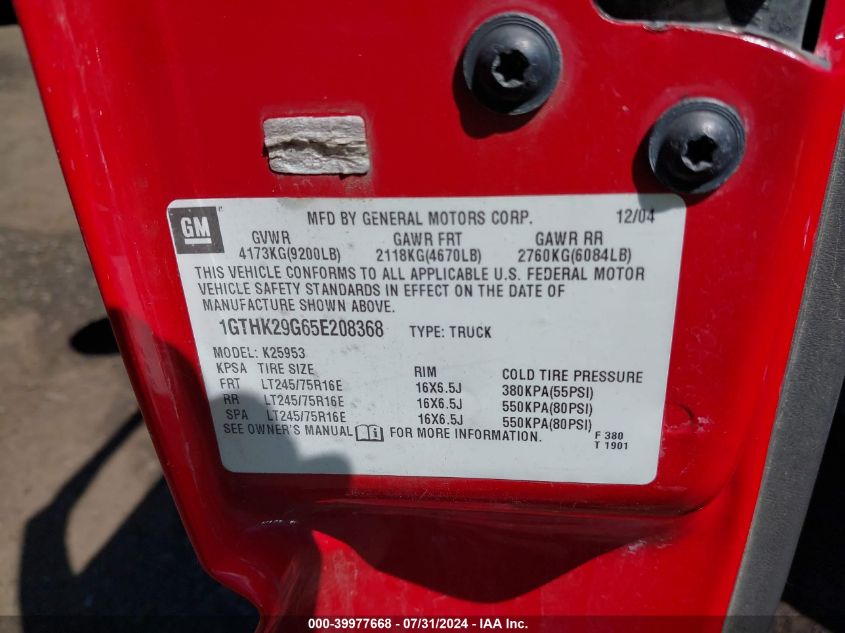 GM
MFD BY GENERAL MOTORS CORP. 12/04
GVWR GAWR FRT GAWR RR
4173KG(9200LB) 2118KG(4670LB) 2760KG(6084LB)
THIS VEHICLE CONFORMS TO ALL APPLICABLE U.S. FEDERAL MOTOR
VEHICLE SAFETY STANDARDS IN EFFECT ON THE DATE OF
MANUFACTURE SHOWN ABOVE.
1GTHK29G65E208368 TYPE: TRUCK
MODEL: K25953
KPSA TIRE SIZE RIM COLD TIRE PRESSURE
FRT LT245/75R16E 16X6.5J 380KPA(55PSI)
RR LT245/75R16E 16X6.5J 550KPA(80PSI)
SPA LT245/75R16E 16X6.5J 550KPA(80PSI)
SEE OWNER'S MANUAL FOR MORE INFORMATION.
F 380
T 1901
000-39977668 - 07/31/2024 - IAA Inc.